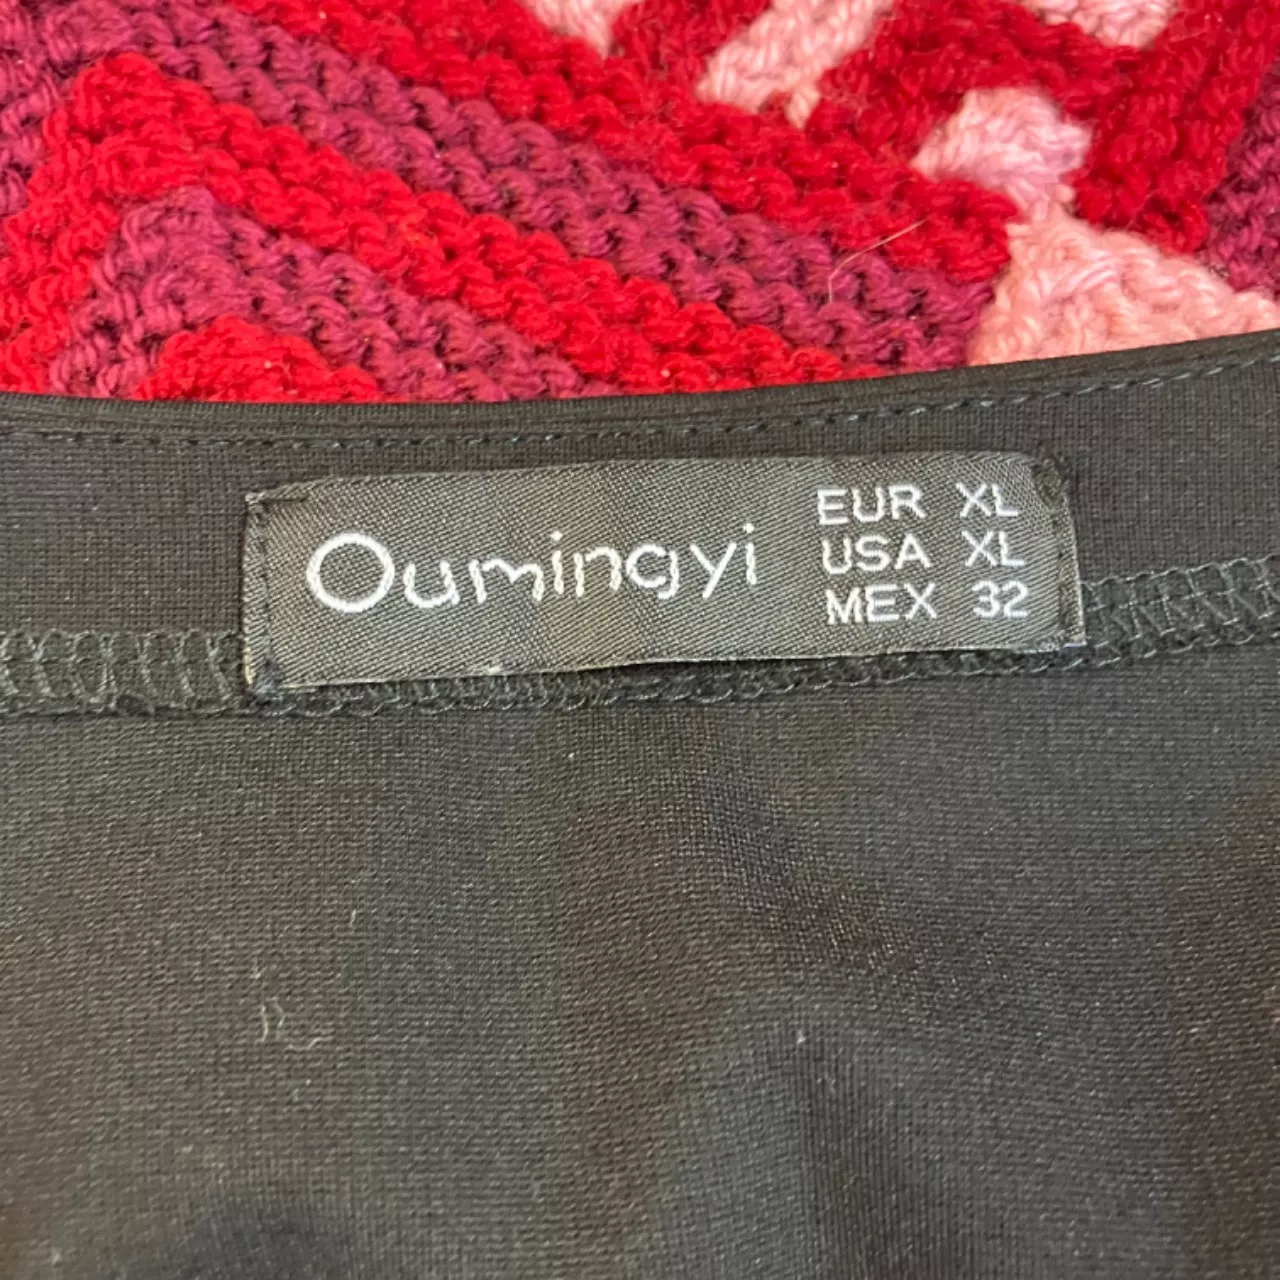 Oumingyi
EUR XL
USA XL
MEX 32